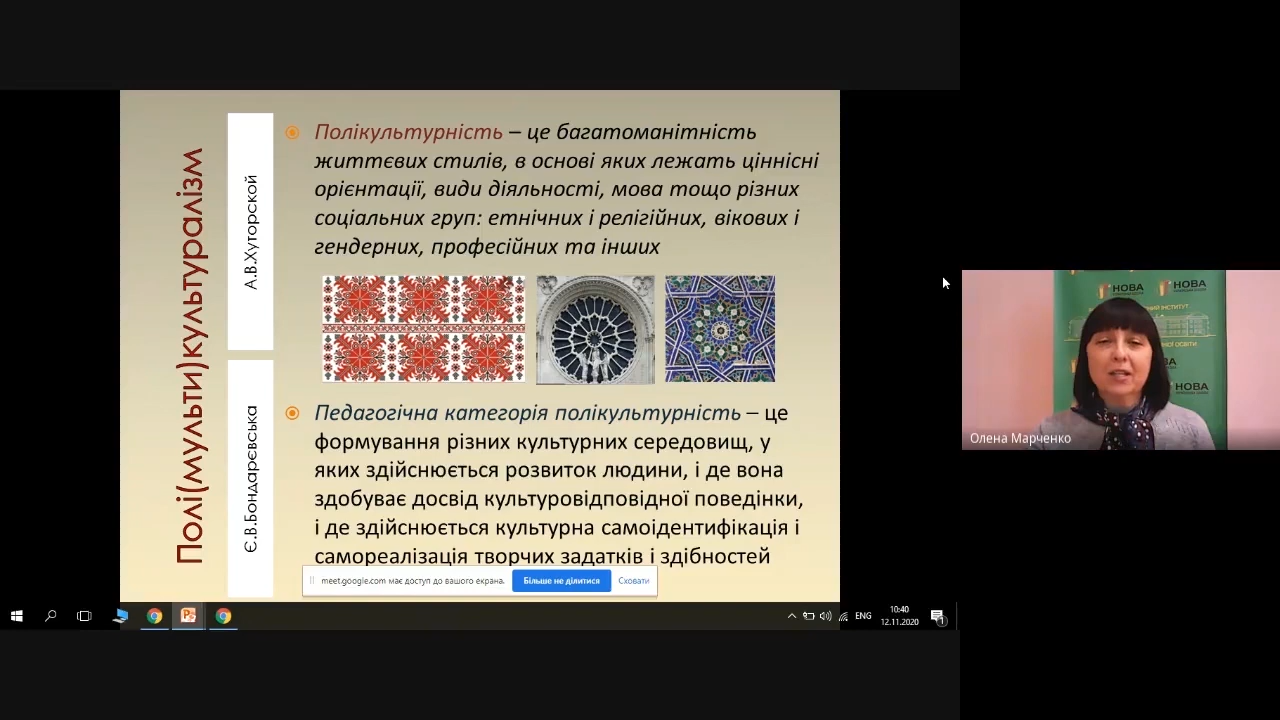 Полі(мульти)культуралізм
А.В.Хуторской
Полікультурність – це багатоманітність
життєвих стилів, в основі яких лежать ціннісні
орієнтації, види діяльності, мова тощо різних
соціальних груп: етнічних і релігійних, вікових і
гендерних, професійних та інших
Є.В.Бондарєвська
Педагогічна категорія полікультурність – це
формування різних культурних середовищ, у
яких здійснюється розвиток людини, і де вона
здобуває досвід культуровідповідної поведінки,
і де здійснюється культурна самоідентифікація і
самореалізація творчих задатків і здібностей
meet.google.com має доступ до вашого екрана.
Більше не ділитися
Сховати
ENG
10:40
12.11.2020
1
НОВА
НОВА
ІНСТИТУТ
ОСВІТИ
НОВА
Олена Марченко